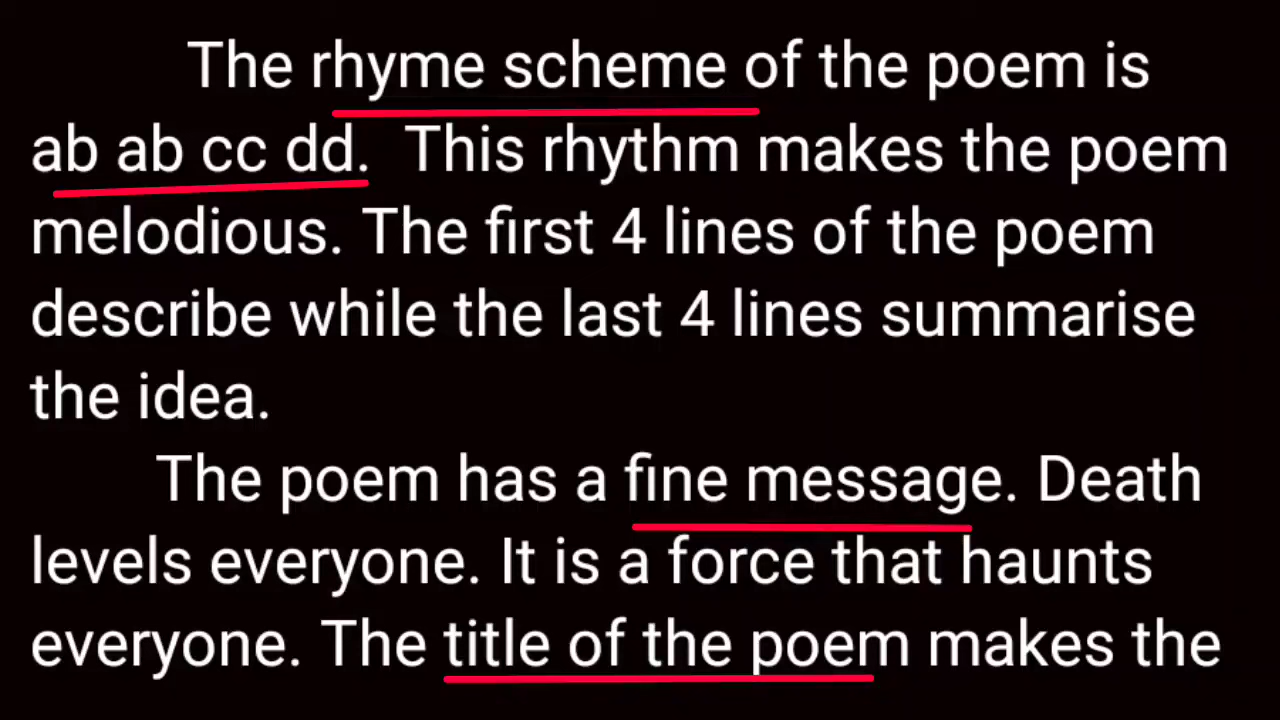 The rhyme scheme of the poem is
ab ab cc dd. This rhythm makes the poem
melodious. The first 4 lines of the poem
describe while the last 4 lines summarise
the idea.
The poem has a fine message. Death
levels everyone. It is a force that haunts
everyone. The title of the poem makes the